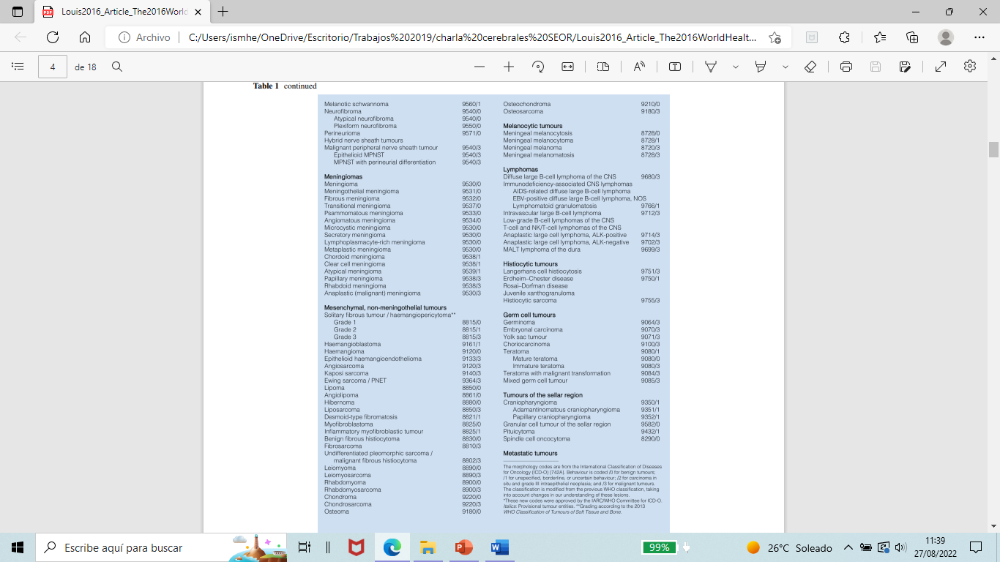 Louis2016_Article_The2016World
Archivo
C:/Users/ismhe/OneDrive/Escritorio/Trabajos%202019/charla%20cerebrales%20SEOR/Louis2016_Article_The2016WorldHealt...
4 de 18
Table 1 continued
Melanotic schwannoma 9560/1
Neurofibroma 9540/0
Atypical neurofibroma 9540/0
Plexiform neurofibroma 9550/0
Perineurioma 9571/0
Hybrid nerve sheath tumours
Malignant peripheral nerve sheath tumour 9540/3
Epithelioid MPNST 9540/3
MPNST with perineurial differentiation 9540/3
Meningiomas
Meningioma 9530/0
Meningothelial meningioma 9531/0
Fibrous meningioma 9532/0
Transitional meningioma 9537/0
Psammomatous meningioma 9533/0
Angiomatous meningioma 9534/0
Microcystic meningioma 9530/0
Secretory meningioma 9530/0
Lymphoplasmacyte-rich meningioma 9530/0
Metaplastic meningioma 9530/0
Chordoid meningioma 9538/1
Clear cell meningioma 9538/1
Atypical meningioma 9539/1
Papillary meningioma 9538/3
Rhabdoid meningioma 9538/3
Anaplastic (malignant) meningioma 9530/3
Mesenchymal, non-meningothelial tumours
Solitary fibrous tumour / haemangiopericytoma**
Grade 1 8815/0
Grade 2 8815/1
Grade 3 8815/3
Haemangioblastoma 9161/1
Haemangioma 9120/0
Epithelioid haemangioendothelioma 9133/3
Angiosarcoma 9120/3
Kaposi sarcoma 9140/3
Ewing sarcoma / PNET 9364/3
Lipoma 8850/0
Angiolipoma 8861/0
Hibernoma 8880/0
Liposarcoma 8850/3
Desmoid-type fibromatosis 8821/1
Myofibroblastoma 8825/0
Inflammatory myofibroblastic tumour 8825/1
Benign fibrous histiocytoma 8830/0
Fibrosarcoma 8810/3
Undifferentiated pleomorphic sarcoma /
malignant fibrous histiocytoma 8802/3
Leiomyoma 8890/0
Leiomyosarcoma 8890/3
Rhabdomyoma 8900/0
Rhabdomyosarcoma 8900/3
Chondroma 9220/0
Chondrosarcoma 9220/3
Osteoma 9180/0
Osteochondroma 9210/0
Osteosarcoma 9180/3
Melanocytic tumours
Meningeal melanocytosis 8728/0
Meningeal melanocytoma 8728/1
Meningeal melanoma 8720/3
Meningeal melanomatosis 8728/3
Lymphomas
Diffuse large B-cell lymphoma of the CNS 9680/3
Immunodeficiency-associated CNS lymphomas
AIDS-related diffuse large B-cell lymphoma
EBV-positive diffuse large B-cell lymphoma, NOS
Lymphomatoid granulomatosis 9766/1
Intravascular large B-cell lymphoma 9712/3
Low-grade B-cell lymphomas of the CNS
T-cell and NK/T-cell lymphomas of the CNS
Anaplastic large cell lymphoma, ALK-positive 9714/3
Anaplastic large cell lymphoma, ALK-negative 9702/3
MALT lymphoma of the dura 9699/3
Histiocytic tumours
Langerhans cell histiocytosis 9751/3
Erdheim–Chester disease 9750/1
Rosai–Dorfman disease
Juvenile xanthogranuloma
Histiocytic sarcoma 9755/3
Germ cell tumours
Germinoma 9064/3
Embryonal carcinoma 9070/3
Yolk sac tumour 9071/3
Choriocarcinoma 9100/3
Teratoma 9080/1
Mature teratoma 9080/0
Immature teratoma 9080/3
Teratoma with malignant transformation 9084/3
Mixed germ cell tumour 9085/3
Tumours of the sellar region
Craniopharyngioma 9350/1
Adamantinomatous craniopharyngioma 9351/1
Papillary craniopharyngioma 9352/1
Granular cell tumour of the sellar region 9582/0
Pituicytoma 9432/1
Spindle cell oncocytoma 8290/0
Metastatic tumours
The morphology codes are from the International Classification of Diseases
for Oncology (ICD-O) {742A}. Behaviour is coded /0 for benign tumours;
/1 for unspecified, borderline, or uncertain behaviour; /2 for carcinoma in
situ and grade III intraepithelial neoplasia; and /3 for malignant tumours.
The classification is modified from the previous WHO classification, taking
into account changes in our understanding of these lesions.
*These new codes were approved by the IARC/WHO Committee for ICD-O.
Italics: Provisional tumour entities. **Grading according to the 2013
WHO Classification of Tumours of Soft Tissue and Bone.
Escribe aquí para buscar
99%
26°C Soleado
11:39
27/08/2022